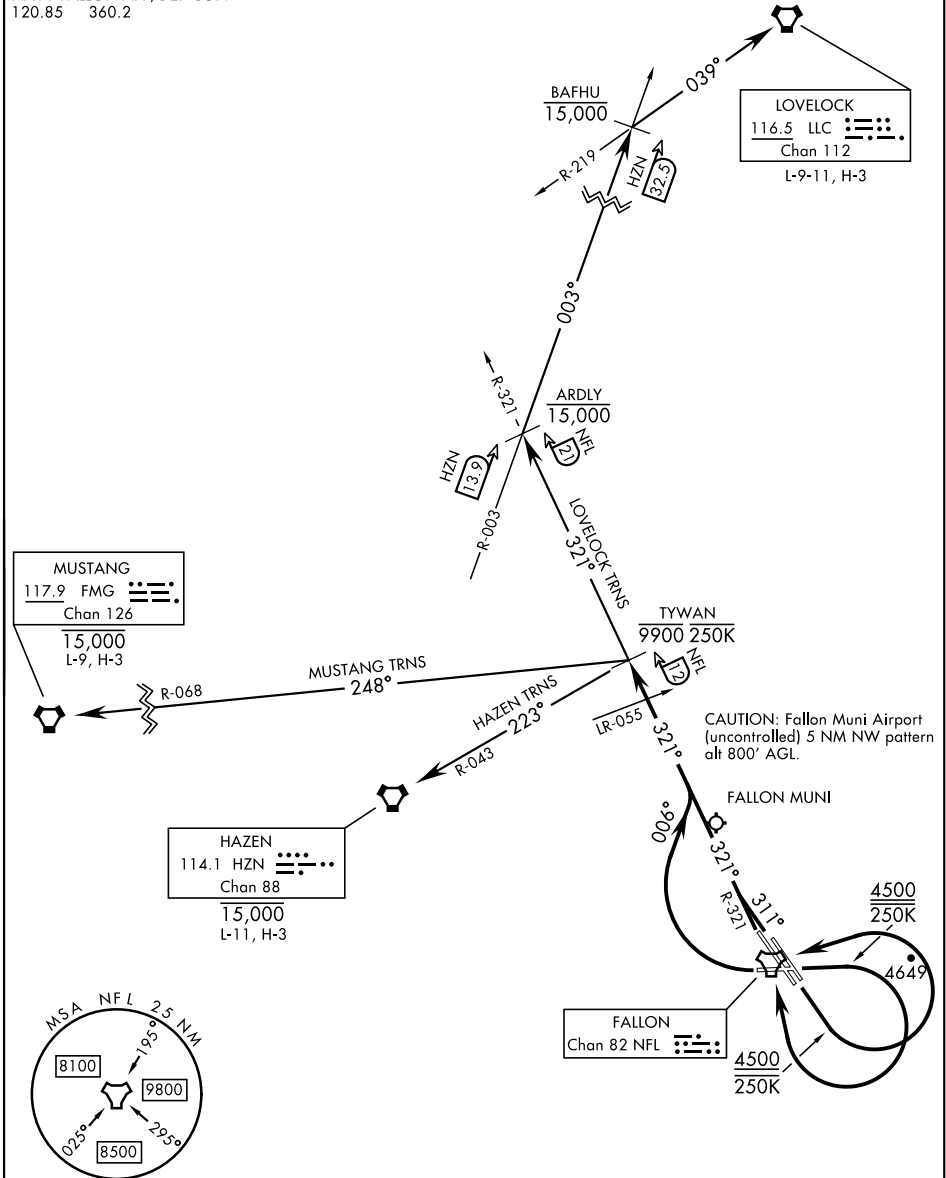 120.85 360.2
039°
BAFHU
15,000
LOVELOCK
116.5 LLC
Chan 112
L-9-11, H-3
R-219
HZN
32.5
003°
R-321
ARDLY
15,000
NFL
21
HZN
13.9
R-003
LOVELOCK TRNS
321°
MUSTANG
117.9 FMG
Chan 126
15,000
L-9, H-3
TYWAN
9900 250K
NFL
12
MUSTANG TRNS
R-068
248°
HAZEN TRNS
223°
R-043
LR-055
321°
CAUTION: Fallon Muni Airport
(uncontrolled) 5 NM NW pattern
alt 800' AGL.
FALLON MUNI
006°
HAZEN
114.1 HZN
Chan 88
15,000
L-11, H-3
321°
R-321
311°
4500
250K
4649
FALLON
Chan 82 NFL
4500
250K
MSA NFL 25 NM
195°
8100
9800
025°
295°
8500